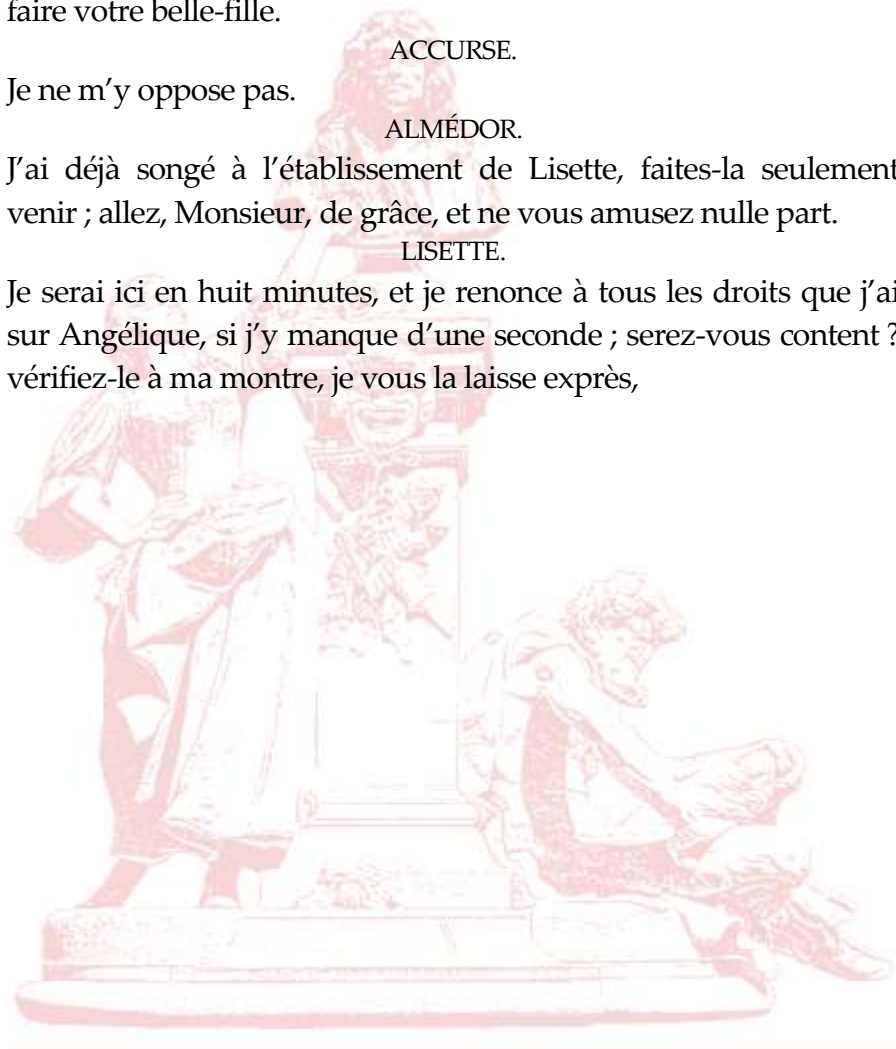 faire votre belle-fille.
ACCURSE.
Je ne m’y oppose pas.
ALMÉDOR.
J’ai déjà songé à l’établissement de Lisette, faites-la seulement
venir ; allez, Monsieur, de grâce, et ne vous amusez nulle part.
LISETTE.
Je serai ici en huit minutes, et je renonce à tous les droits que j’ai
sur Angélique, si j’y manque d’une seconde ; serez-vous content ?
vérifiez-le à ma montre, je vous la laisse exprès,